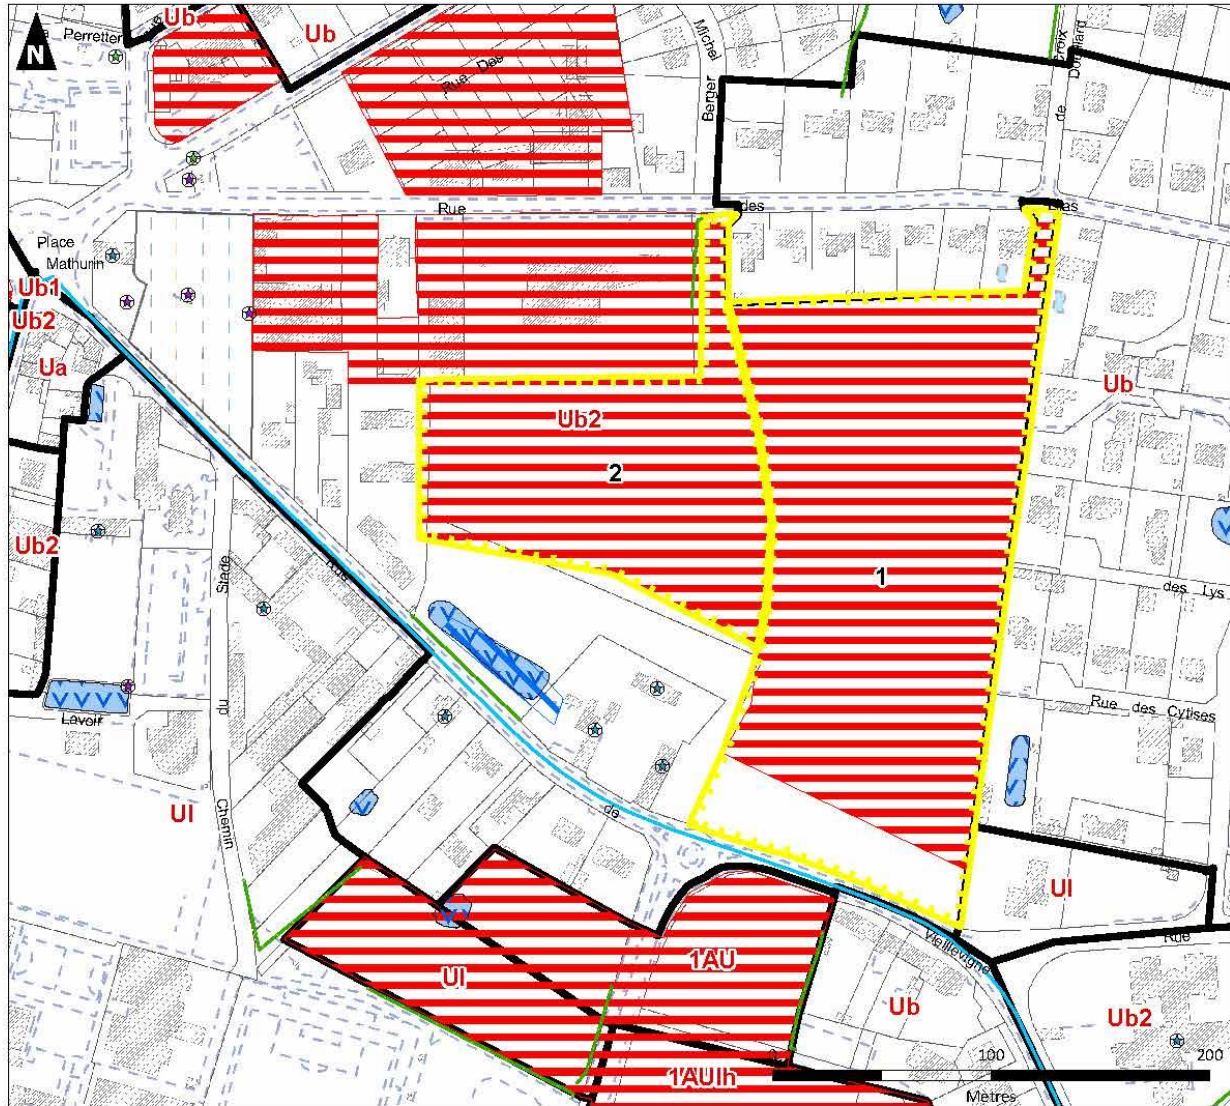 Ub
Perretter
N
Ub
Rue Des
Michel
Berger
Croix
de
Rue
des
Lilas
Place
Mathurin
Ub1
Ub2
Ua
Ub2
Ub
2
1
Ub2
Stade
Rue
des Lys
du
Lavoir
Rue des Cytises
Ul
Chemin
de
Ul
Vieillevigne
Rue
1AU
Ul
Ub
Ub2
100
200
1AUlh
Metres